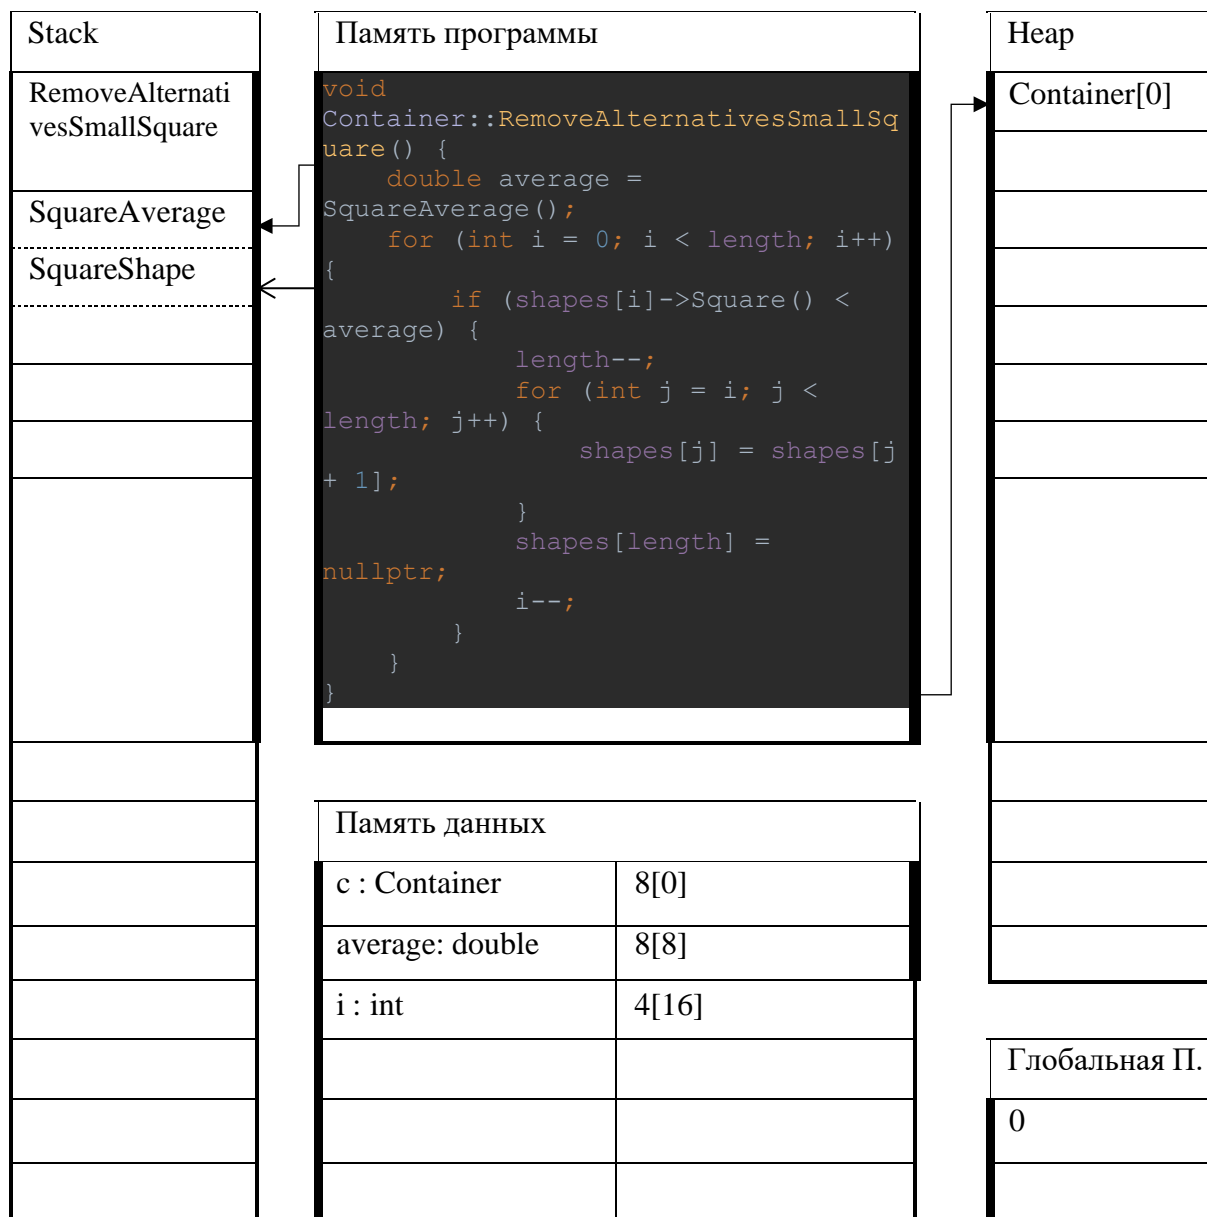 Stack
RemoveAlternati
vesSmallSquare
SquareAverage
SquareShape
Память программы
void
Container::RemoveAlternativesSmallSq
uare() {
    double average =
SquareAverage();
    for (int i = 0; i < length; i++)
{
        if (shapes[i]->Square() <
average) {
            length--;
            for (int j = i; j <
length; j++) {
                shapes[j] = shapes[j
+ 1];
            }
            shapes[length] =
nullptr;
            i--;
        }
    }
}
Heap
Container[0]
Память данных
c : Container 8[0]
average: double 8[8]
i : int 4[16]
Глобальная П.
0